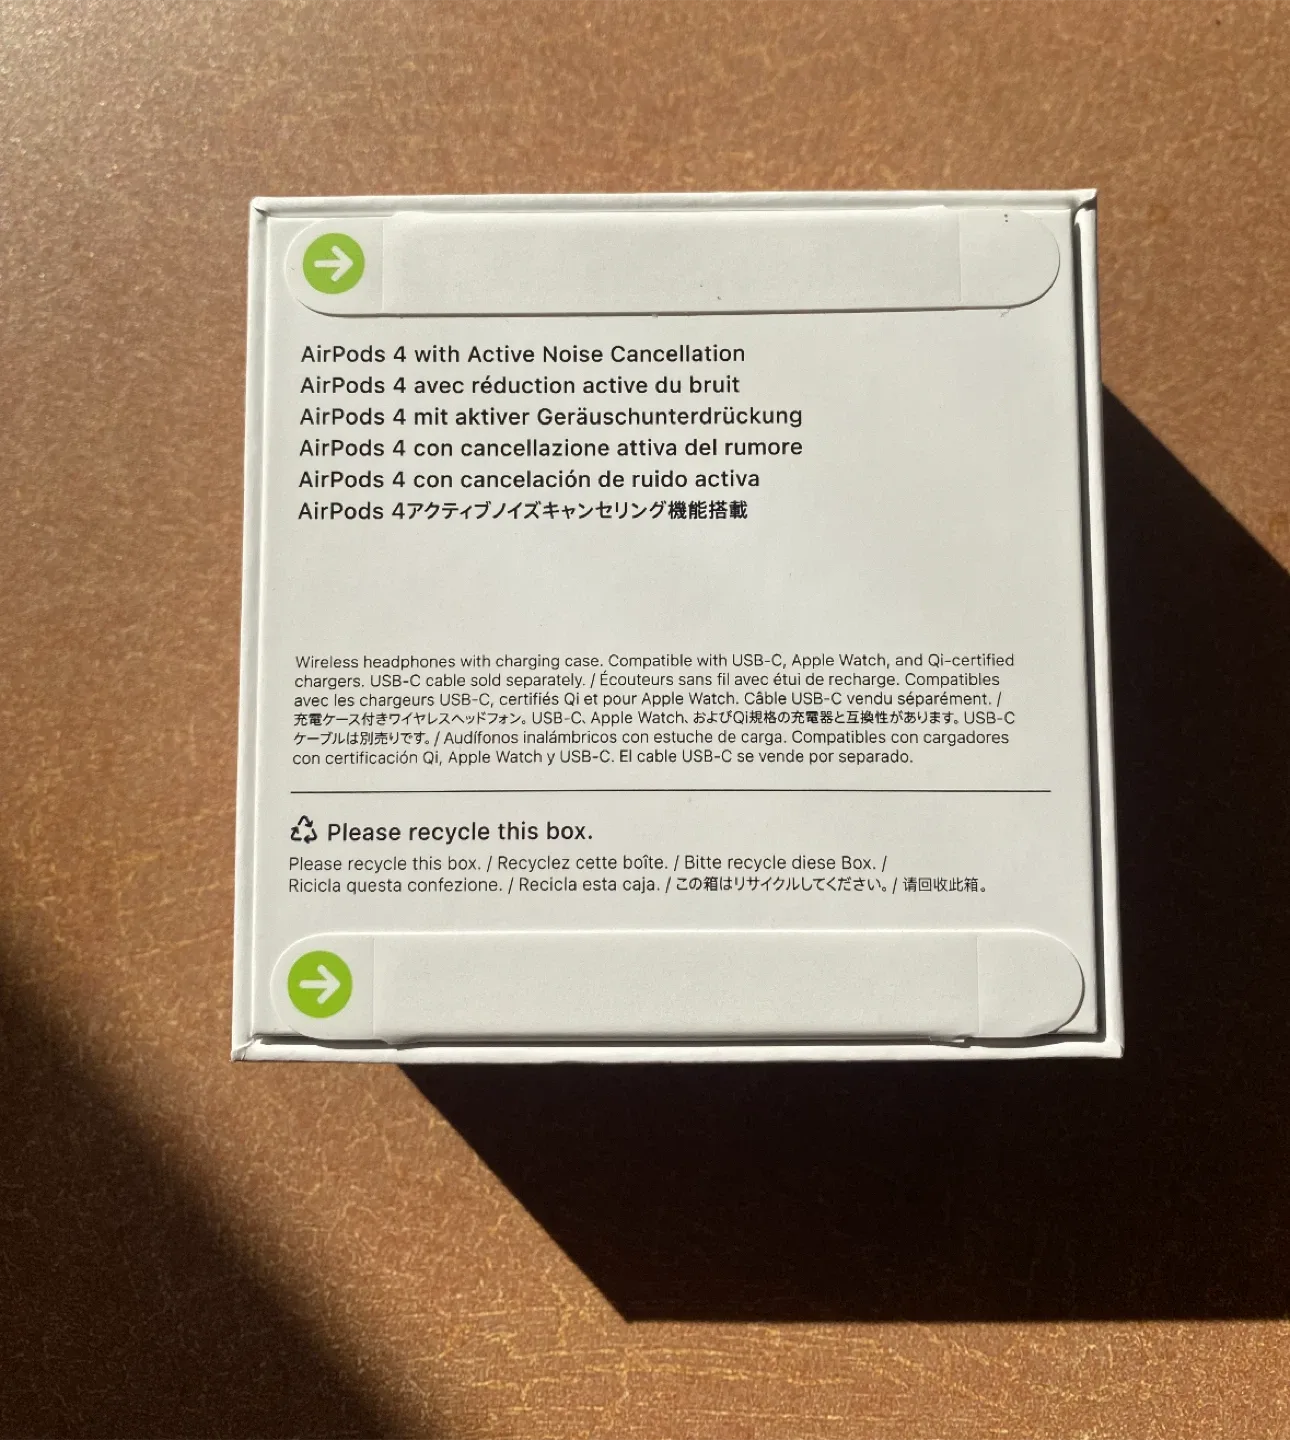 AirPods 4 with Active Noise Cancellation
AirPods 4 avec réduction active du bruit
AirPods 4 mit aktiver Geräuschunterdrückung
AirPods 4 con cancellazione attiva del rumore
AirPods 4 con cancelación de ruido activa
AirPods 4アクティブノイズキャンセリング機能搭載
Wireless headphones with charging case. Compatible with USB-C, Apple Watch, and Qi-certified
chargers. USB-C cable sold separately. / Écouteurs sans fil avec étui de recharge. Compatibles
avec les chargeurs USB-C, certifiés Qi et pour Apple Watch. Câble USB-C vendu séparément. /
充電ケース付きワイヤレスヘッドフォン。USB-C、Apple Watch、およびQi規格の充電器と互換性があります。USB-C
ケーブルは別売りです。/ Audífonos inalámbricos con estuche de carga. Compatibles con cargadores
con certificación Qi, Apple Watch y USB-C. El cable USB-C se vende por separado.
Please recycle this box.
Please recycle this box. / Recyclez cette boîte. / Bitte recycle diese Box. /
Ricicla questa confezione. / Recicla esta caja. / この箱はリサイクルしてください。/ 请回收此箱。